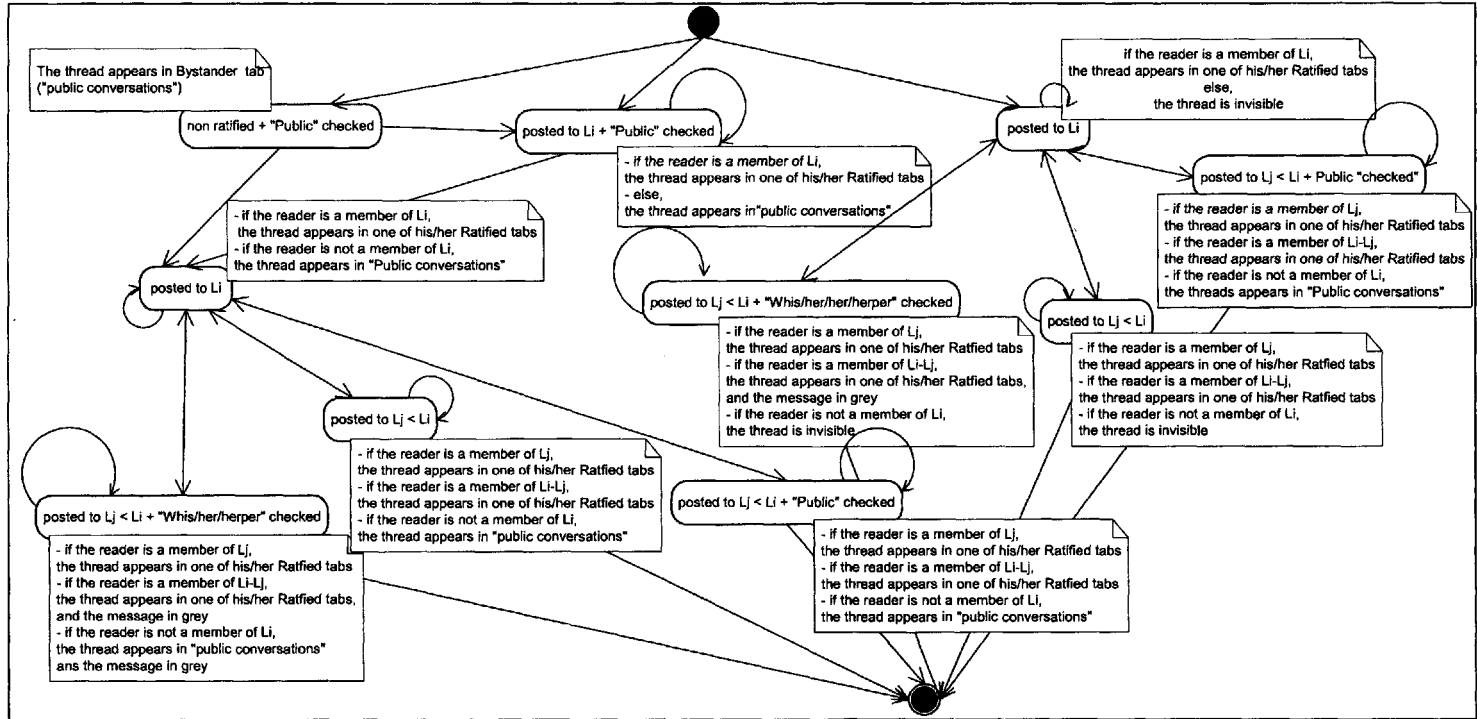 The thread appears in Bystander tab
("public conversations")
non ratified + "Public" checked
posted to Li + "Public" checked
if the reader is a member of Li,
the thread appears in one of his/her Ratified tabs
else,
the thread is invisible
posted to Li
- if the reader is a member of Li,
the thread appears in one of his/her Ratified tabs
- else,
the thread appears in"public conversations"
posted to Lj < Li + Public "checked"
- if the reader is a member of Lj,
the thread appears in one of his/her Ratified tabs
- if the reader is a member of Li-Lj,
the thread appears in one of his/her Ratified tabs
- if the reader is not a member of Li,
the threads appears in "Public conversations"
- if the reader is a member of Li,
the thread appears in one of his/her Ratified tabs
- if the reader is not a member of Li,
the thread appears in "Public conversations"
posted to Li
posted to Lj < Li + "Whis/her/her/herper" checked
- if the reader is a member of Lj,
the thread appears in one of his/her Ratfied tabs
- if the reader is a member of Li-Lj,
the thread appears in one of his/her Ratfied tabs,
and the message in grey
- if the reader is not a member of Li,
the thread is invisible
posted to Lj < Li
- if the reader is a member of Lj,
the thread appears in one of his/her Ratified tabs
- if the reader is a member of Li-Lj,
the thread appears in one of his/her Ratified tabs
- if the reader is not a member of Li,
the thread is invisible
posted to Lj < Li
- if the reader is a member of Lj,
the thread appears in one of his/her Ratfied tabs
- if the reader is a member of Li-Lj,
the thread appears in one of his/her Ratified tabs
- if the reader is not a member of Li,
the thread appears in "public conversations"
posted to Lj < Li + "Public" checked
- if the reader is a member of Lj,
the thread appears in one of his/her Ratified tabs
- if the reader is a member of Li-Lj,
the thread appears in one of his/her Ratfied tabs
- if the reader is not a member of Li,
the thread appears in "public conversations"
posted to Lj < Li + "Whis/her/herper" checked
- if the reader is a member of Lj,
the thread appears in one of his/her Ratfied tabs
- if the reader is a member of Li-Lj,
the thread appears in one of his/her Ratfied tabs,
and the message in grey
- if the reader is not a member of Li,
the thread appears in "public conversations"
ans the message in grey